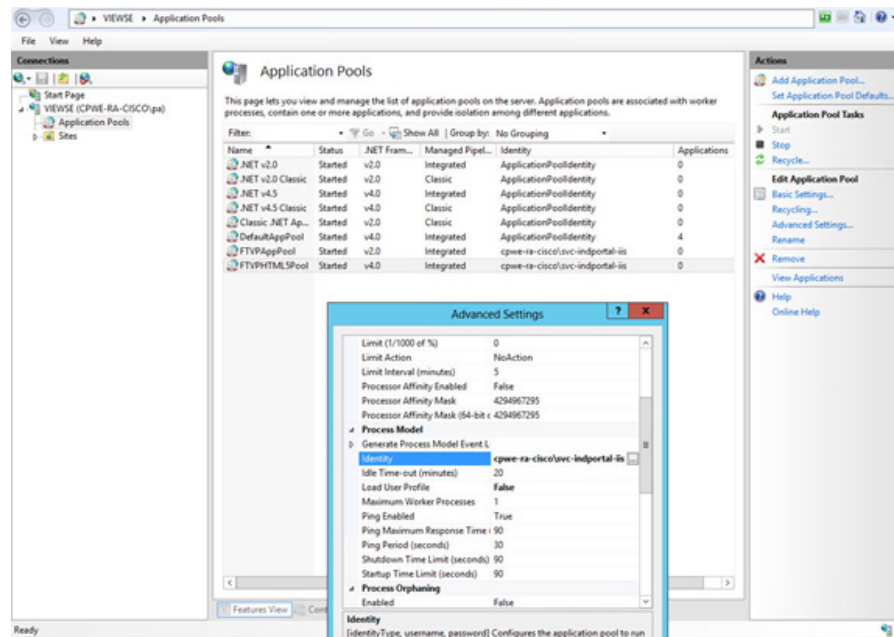 VIEWSE ▸ Application Pools
File View Help
Connections
Start Page
VIEWSE (CPWE-RA-CISCO\pa)
Application Pools
Sites
Application Pools
This page lets you view and manage the list of application pools on the server. Application pools are associated with worker
processes, contain one or more applications, and provide isolation among different applications.
Filter: Go Show All Group by: No Grouping
Name Status .NET Fram... Managed Pipel... Identity Applications
.NET v2.0 Started v2.0 Integrated ApplicationPoolIdentity 0
.NET v2.0 Classic Started v2.0 Classic ApplicationPoolIdentity 0
.NET v4.5 Started v4.0 Integrated ApplicationPoolIdentity 0
.NET v4.5 Classic Started v4.0 Classic ApplicationPoolIdentity 0
Classic .NET Ap... Started v2.0 Classic ApplicationPoolIdentity 0
DefaultAppPool Started v4.0 Integrated ApplicationPoolIdentity 4
FTVPAppPool Started v2.0 Integrated cpwe-ra-cisco\svc-indportal-iis 0
FTVPHTML5Pool Started v4.0 Integrated cpwe-ra-cisco\svc-indportal-iis 0
Advanced Settings ? X
Limit (1/1000 of %) 0
Limit Action NoAction
Limit Interval (minutes) 5
Processor Affinity Enabled False
Processor Affinity Mask 4294967295
Processor Affinity Mask (64-bit c 4294967295
Process Model
Generate Process Model Event L
Identity cpwe-ra-cisco\svc-indportal-iis ...
Idle Time-out (minutes) 20
Load User Profile False
Maximum Worker Processes 1
Ping Enabled True
Ping Maximum Response Time ( 90
Ping Period (seconds) 30
Shutdown Time Limit (seconds) 90
Startup Time Limit (seconds) 90
Process Orphaning
Enabled False
Identity
[identityType, username, password] Configures the application pool to run
Features View Cont
Ready
Actions
Add Application Pool...
Set Application Pool Defaults...
Application Pool Tasks
Start
Stop
Recycle...
Edit Application Pool
Basic Settings...
Recycling...
Advanced Settings...
Rename
Remove
View Applications
Help
Online Help